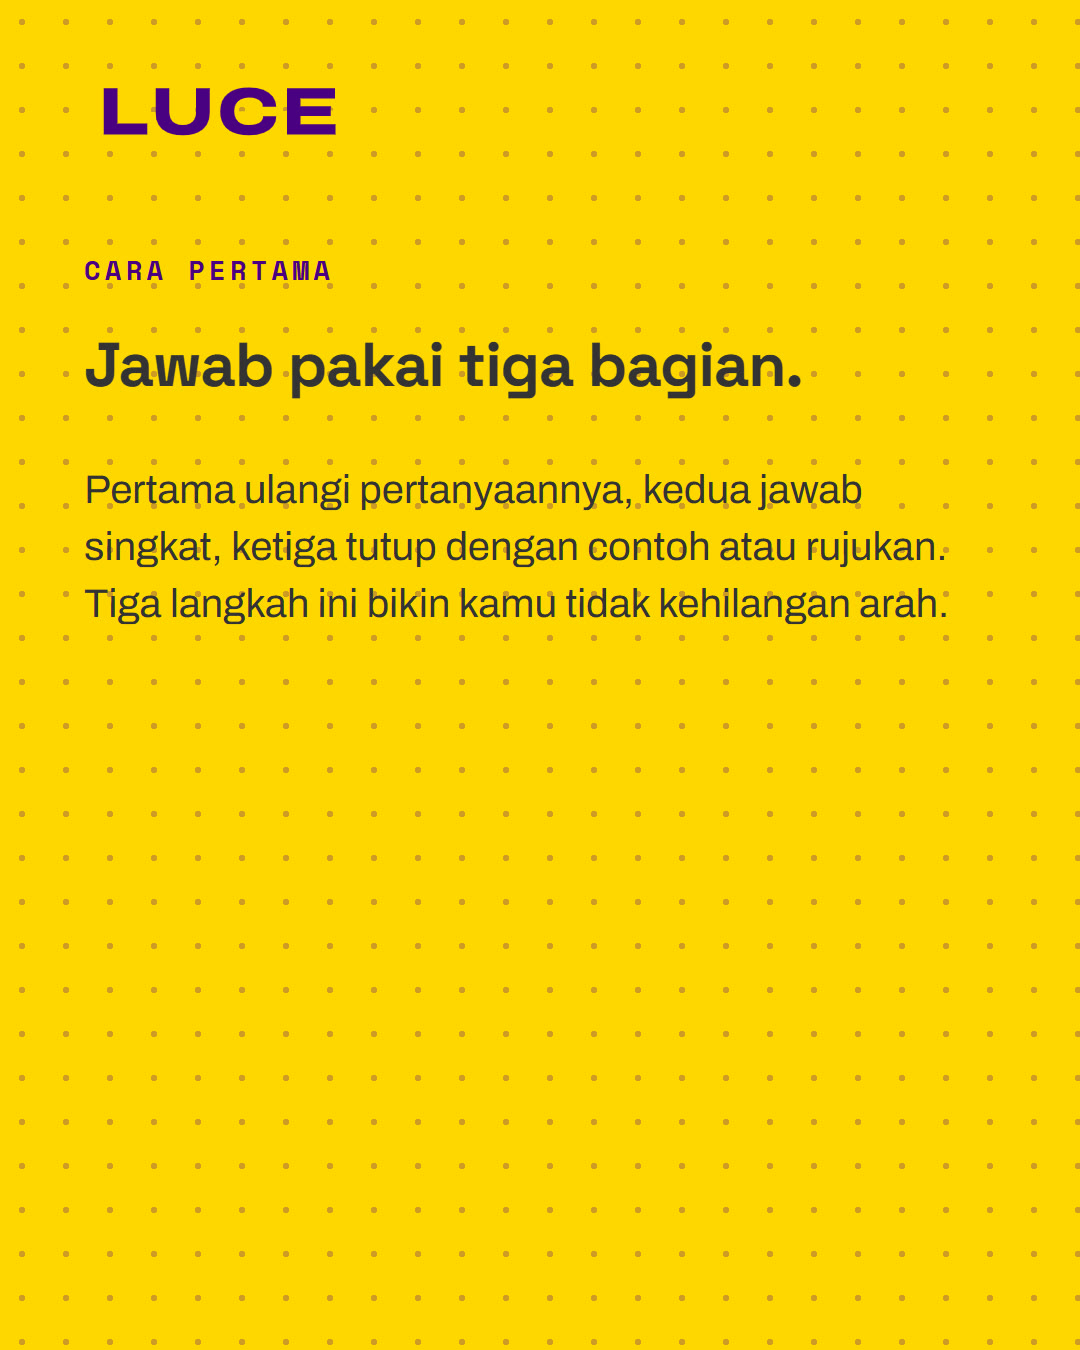 LUCE
CARA PERTAMA
Jawab pakai tiga bagian.
Pertama ulangi pertanyaannya, kedua jawab
singkat, ketiga tutup dengan contoh atau rujukan.
Tiga langkah ini bikin kamu tidak kehilangan arah.